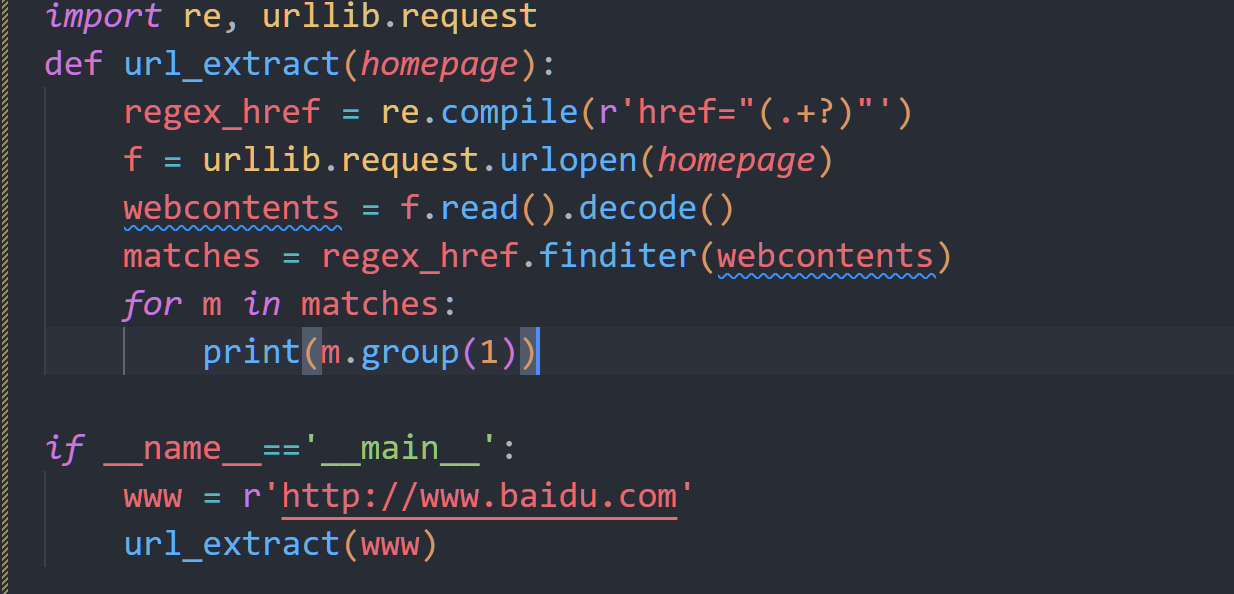 import re, urllib.request
def url_extract(homepage):
    regex_href = re.compile(r'href="(.+?)"')
    f = urllib.request.urlopen(homepage)
    webcontents = f.read().decode()
    matches = regex_href.finditer(webcontents)
    for m in matches:
        print(m.group(1))
if __name__=='__main__':
    www = r'http://www.baidu.com'
    url_extract(www)